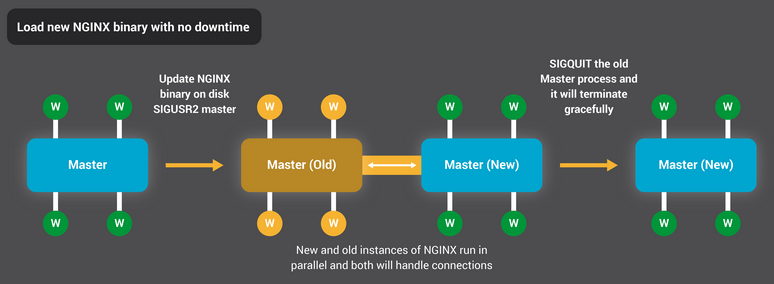 Load new NGINX binary with no downtime
W W
Master
W W
Update NGINX
binary on disk
SIGUSR2 master
W W
Master (Old)
W W
W W
Master (New)
W W
New and old instances of NGINX run in
parallel and both will handle connections
SIGQUIT the old
Master process and
it will terminate
gracefully
W W
Master (New)
W W